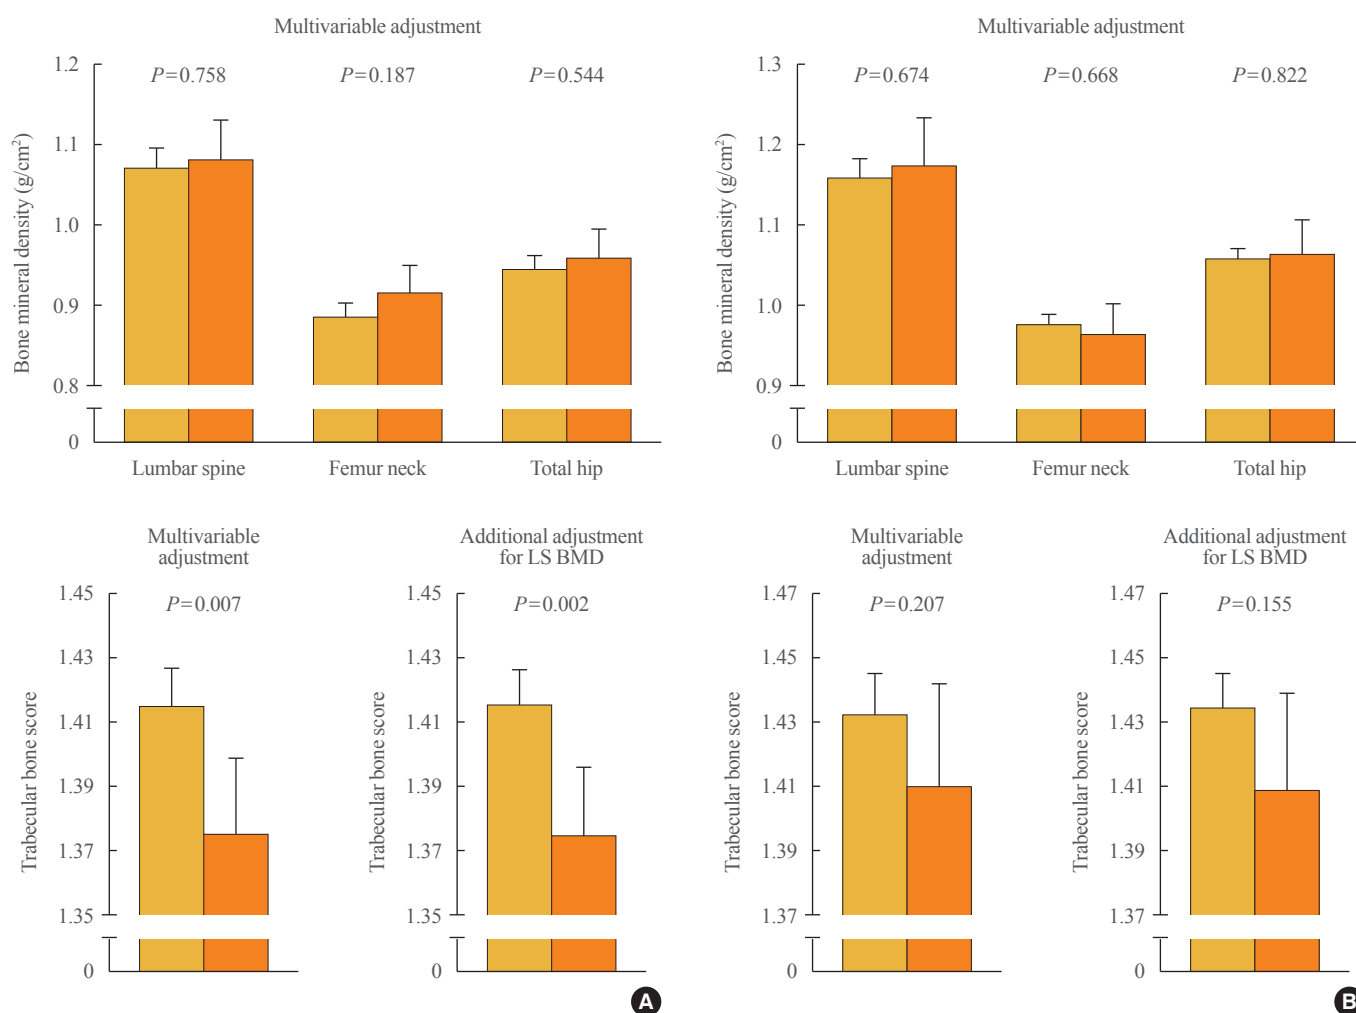 Multivariable adjustment
P=0.758 P=0.187 P=0.544
Bone mineral density (g/cm²)
1.2
1.1
1.0
0.9
0.8
0
Lumbar spine Femur neck Total hip
Multivariable adjustment
P=0.674 P=0.668 P=0.822
Bone mineral density (g/cm²)
1.3
1.2
1.1
1.0
0.9
0
Lumbar spine Femur neck Total hip
Multivariable
adjustment
P=0.007
Trabecular bone score
1.45
1.43
1.41
1.39
1.37
1.35
0
Additional adjustment
for LS BMD
P=0.002
Trabecular bone score
1.45
1.43
1.41
1.39
1.37
1.35
0
A
Multivariable
adjustment
P=0.207
Trabecular bone score
1.47
1.45
1.43
1.41
1.39
1.37
0
Additional adjustment
for LS BMD
P=0.155
Trabecular bone score
1.47
1.45
1.43
1.41
1.39
1.37
0
B